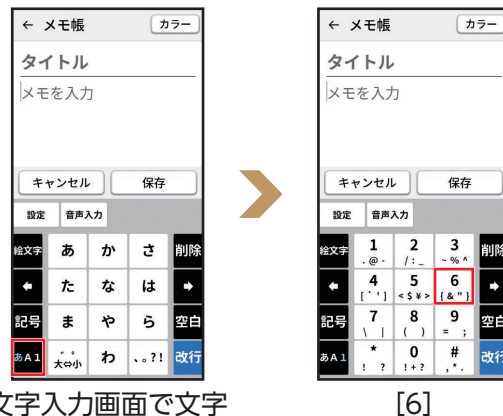 ← メモ帳 カラー
タイトル
メモを入力
キャンセル 保存
設定 音声入力
絵文字 あ か さ 削除
← た な は →
記号 ま や ら 空白
あA1 大⇔小 わ 、。?! 改行
文字入力画面で文字
← メモ帳 カラー
タイトル
メモを入力
キャンセル 保存
設定 音声入力
絵文字 1 2 3 削除
. @ - / : _ ~ % ^
← 4 5 6 →
[ ` ' ] < $ ¥ > { & " }
記号 7 8 9 空白
\ | ( ) = ;
あA1 * 0 # 改行
! ? ! + ? , * .
[6]